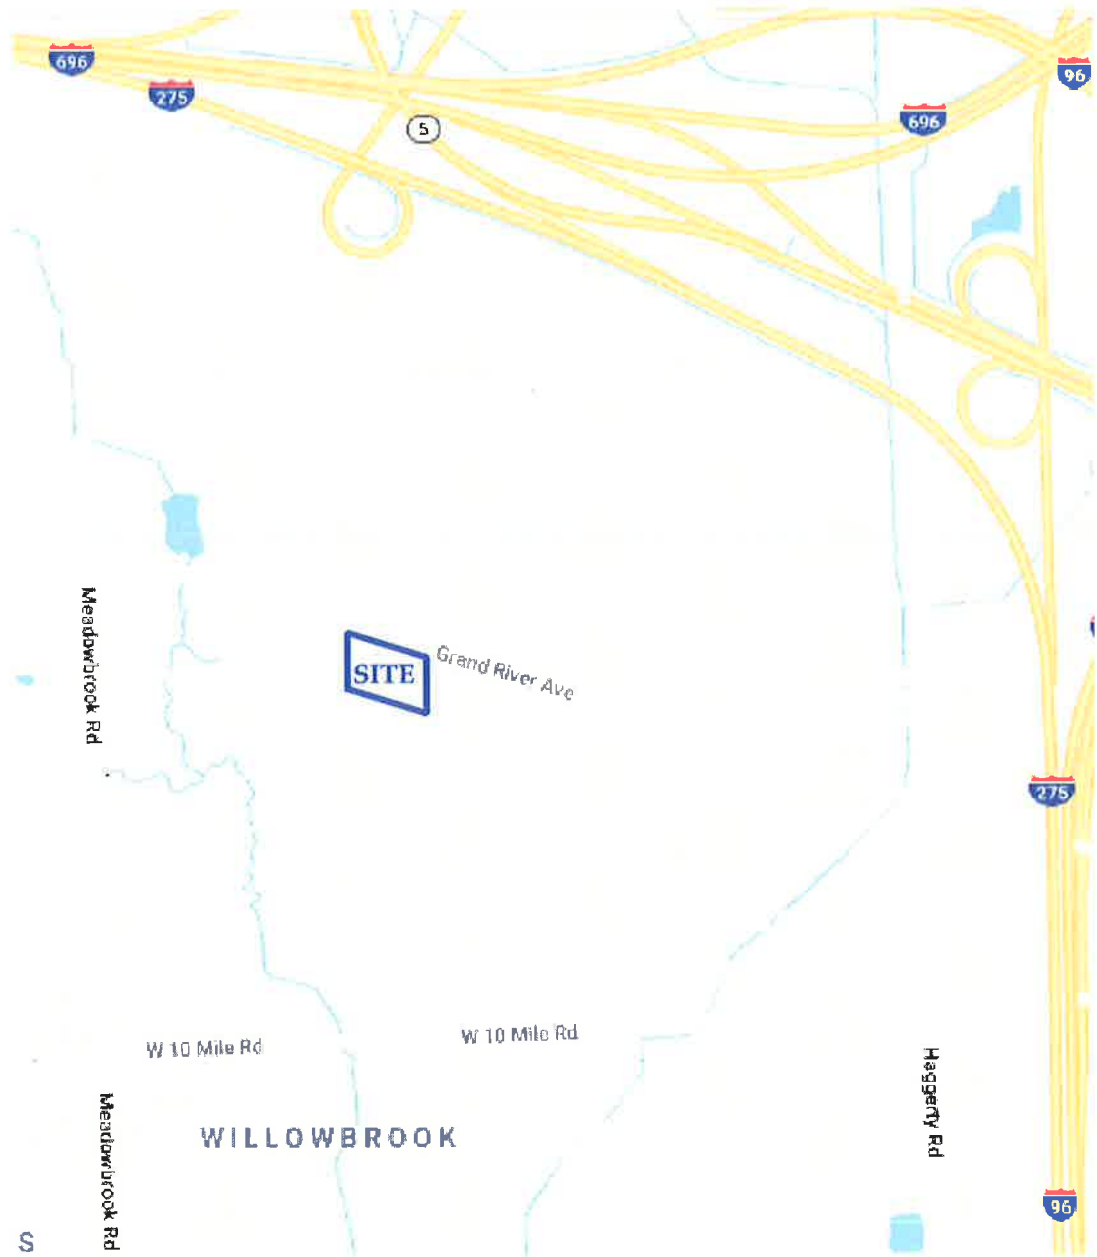 696
275
5
696
96
Meadowbrook Rd
SITE
Grand River Ave
275
W 10 Mile Rd
W 10 Mile Rd
Haggerty Rd
Meadowbrook Rd
WILLOWBROOK
96
S